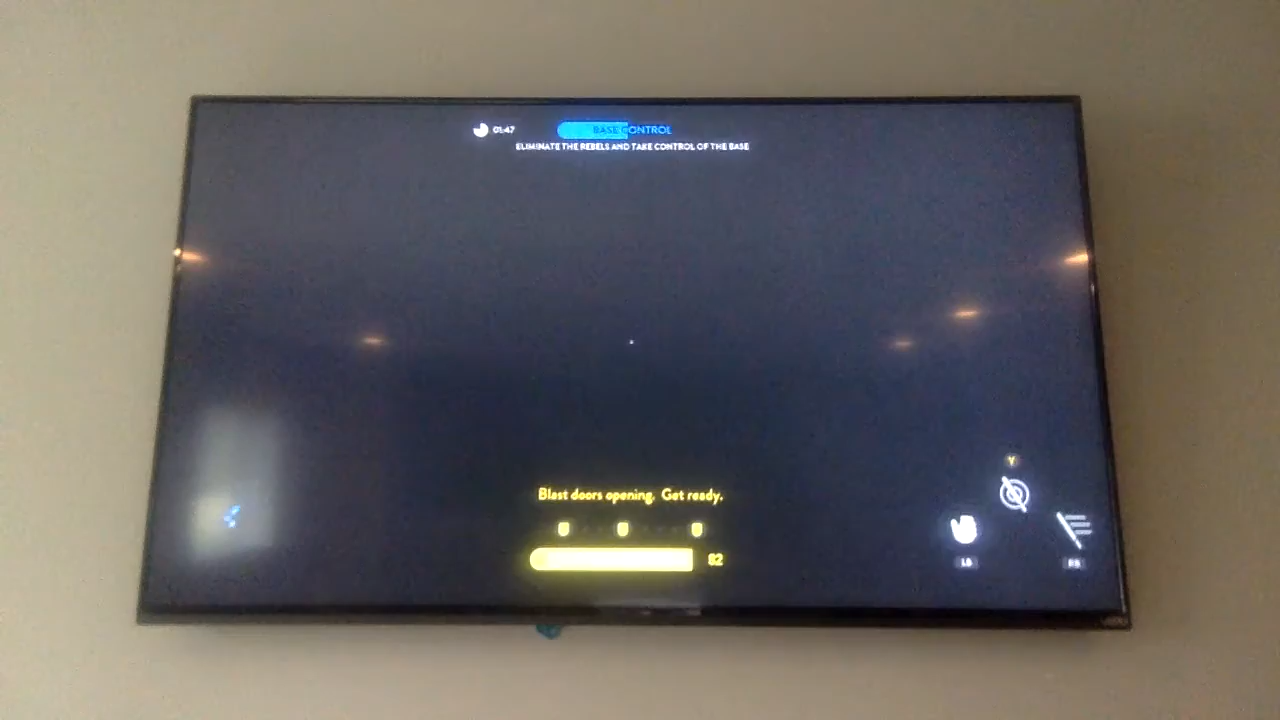 01:47
BASE CONTROL
ELIMINATE THE REBELS AND TAKE CONTROL OF THE BASE
Blast doors opening. Get ready.
82
Y
LB
RB